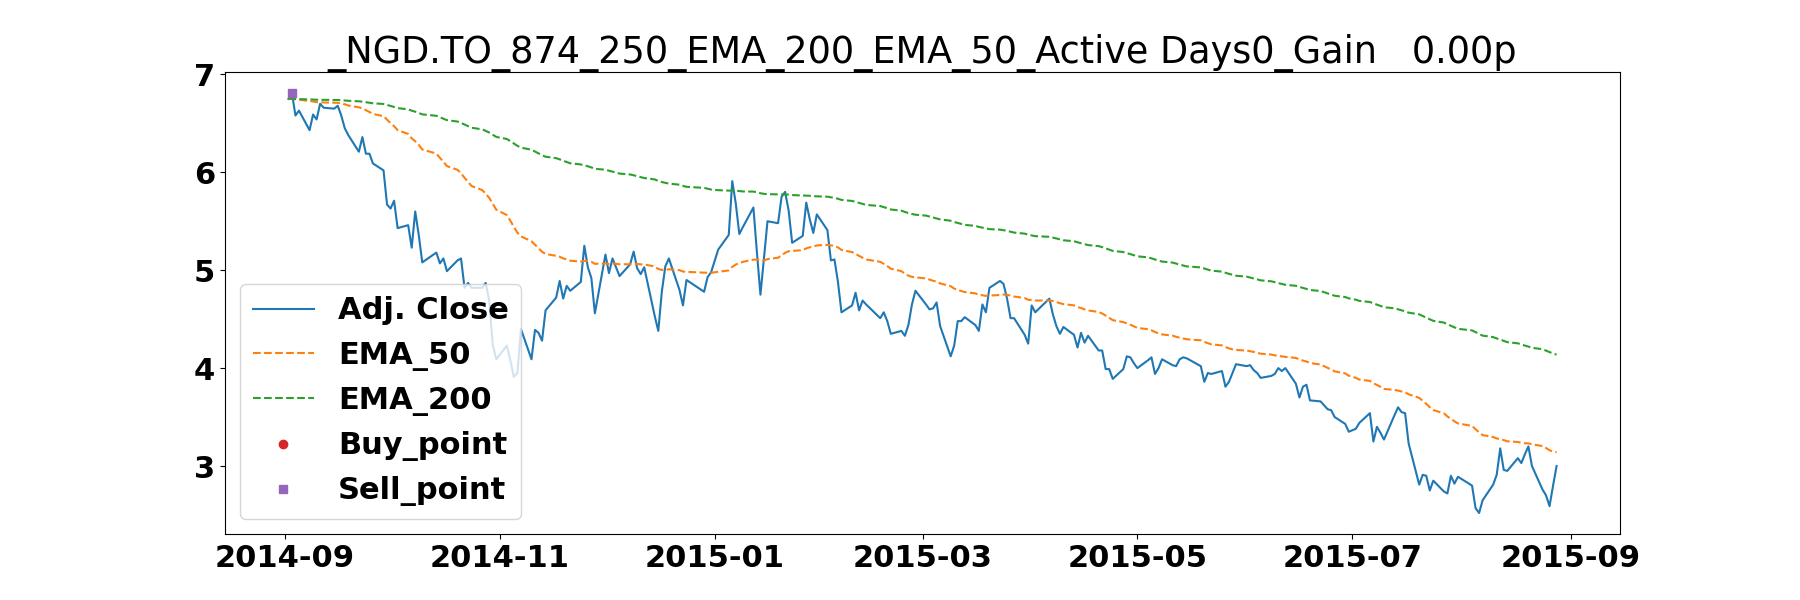 _NGD.TO_874_250_EMA_200_EMA_50_Active Days0_Gain   0.00p
7
6
5
4
3
Adj. Close
EMA_50
EMA_200
Buy_point
Sell_point
2014-09 2014-11 2015-01 2015-03 2015-05 2015-07 2015-09